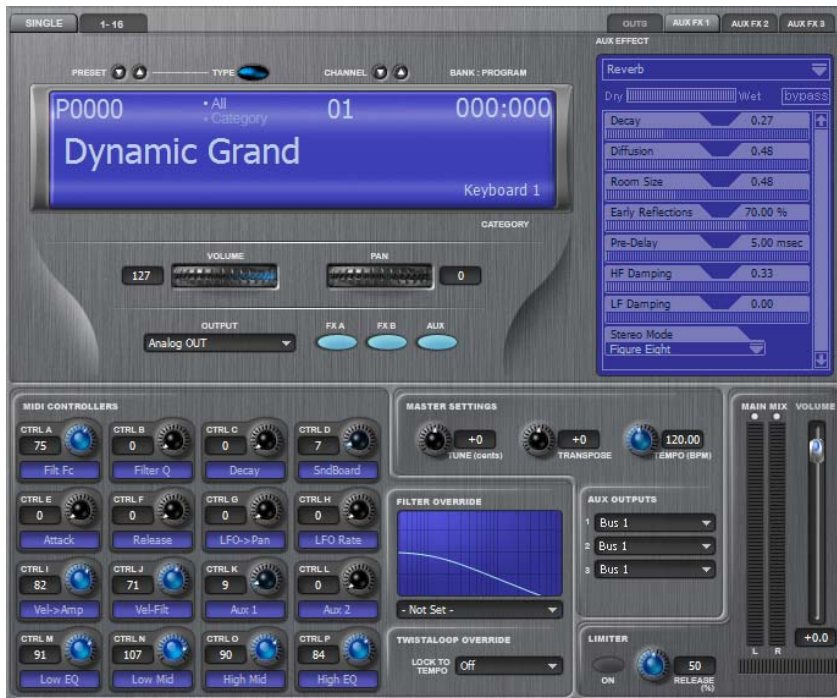 SINGLE
1- 16
OUTS
AUX FX 1
AUX FX 2
AUX FX 3
AUX EFFECT
PRESET
TYPE
CHANNEL
BANK : PROGRAM
P0000
• All
• Category
01
000:000
Dynamic Grand
Keyboard 1
CATEGORY
VOLUME
PAN
127
0
OUTPUT
FX A
FX B
AUX
Analog OUT
Reverb
Dry
Wet
bypass
Decay 0.27
Diffusion 0.48
Room Size 0.48
Early Reflections 70.00 %
Pre-Delay 5.00 msec
HF Damping 0.33
LF Damping 0.00
Stereo Mode
Figure Eight
MIDI CONTROLLERS
CTRL A
75
Filt Fc
CTRL B
0
Filter Q
CTRL C
0
Decay
CTRL D
7
SndBoard
CTRL E
0
Attack
CTRL F
0
Release
CTRL G
0
LFO->Pan
CTRL H
0
LFO Rate
CTRL I
82
Vel->Amp
CTRL J
71
Vel-Filt
CTRL K
9
Aux 1
CTRL L
0
Aux 2
CTRL M
91
Low EQ
CTRL N
107
Low Mid
CTRL O
90
High Mid
CTRL P
84
High EQ
MASTER SETTINGS
+0
TUNE (cents)
+0
TRANSPOSE
120.00
TEMPO (BPM)
FILTER OVERRIDE
- Not Set -
TWISTALOOP OVERRIDE
LOCK TO
TEMPO
Off
AUX OUTPUTS
1 Bus 1
2 Bus 1
3 Bus 1
LIMITER
ON
50
RELEASE
(%)
MAIN MIX
VOLUME
L R
+0.0